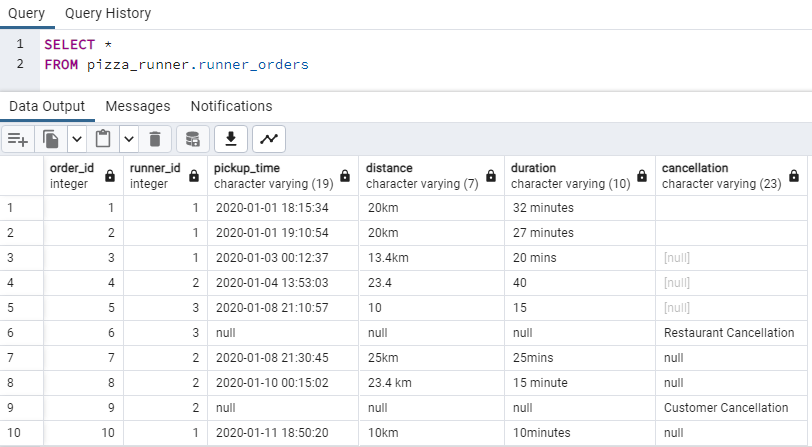 Query Query History
1 SELECT *
2 FROM pizza_runner.runner_orders
Data Output Messages Notifications
order_id runner_id pickup_time distance duration cancellation
integer integer character varying (19) character varying (7) character varying (10) character varying (23)
1 1 1 2020-01-01 18:15:34 20km 32 minutes
2 2 1 2020-01-01 19:10:54 20km 27 minutes
3 3 1 2020-01-03 00:12:37 13.4km 20 mins [null]
4 4 2 2020-01-04 13:53:03 23.4 40 [null]
5 5 3 2020-01-08 21:10:57 10 15 [null]
6 6 3 null null null Restaurant Cancellation
7 7 2 2020-01-08 21:30:45 25km 25mins null
8 8 2 2020-01-10 00:15:02 23.4 km 15 minute null
9 9 2 null null null Customer Cancellation
10 10 1 2020-01-11 18:50:20 10km 10minutes null